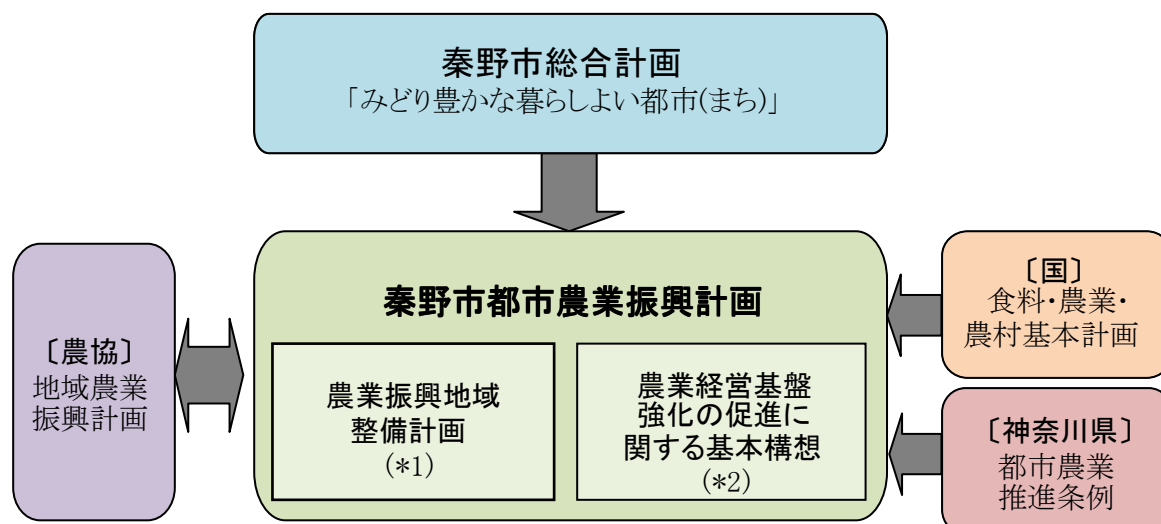 秦野市総合計画
「みどり豊かな暮らしよい都市(まち)」
秦野市都市農業振興計画
農業振興地域
整備計画
(*1)
農業経営基盤
強化の促進に
関する基本構想
(*2)
〔農協〕
地域農業
振興計画
〔国〕
食料・農業・
農村基本計画
〔神奈川県〕
都市農業
推進条例